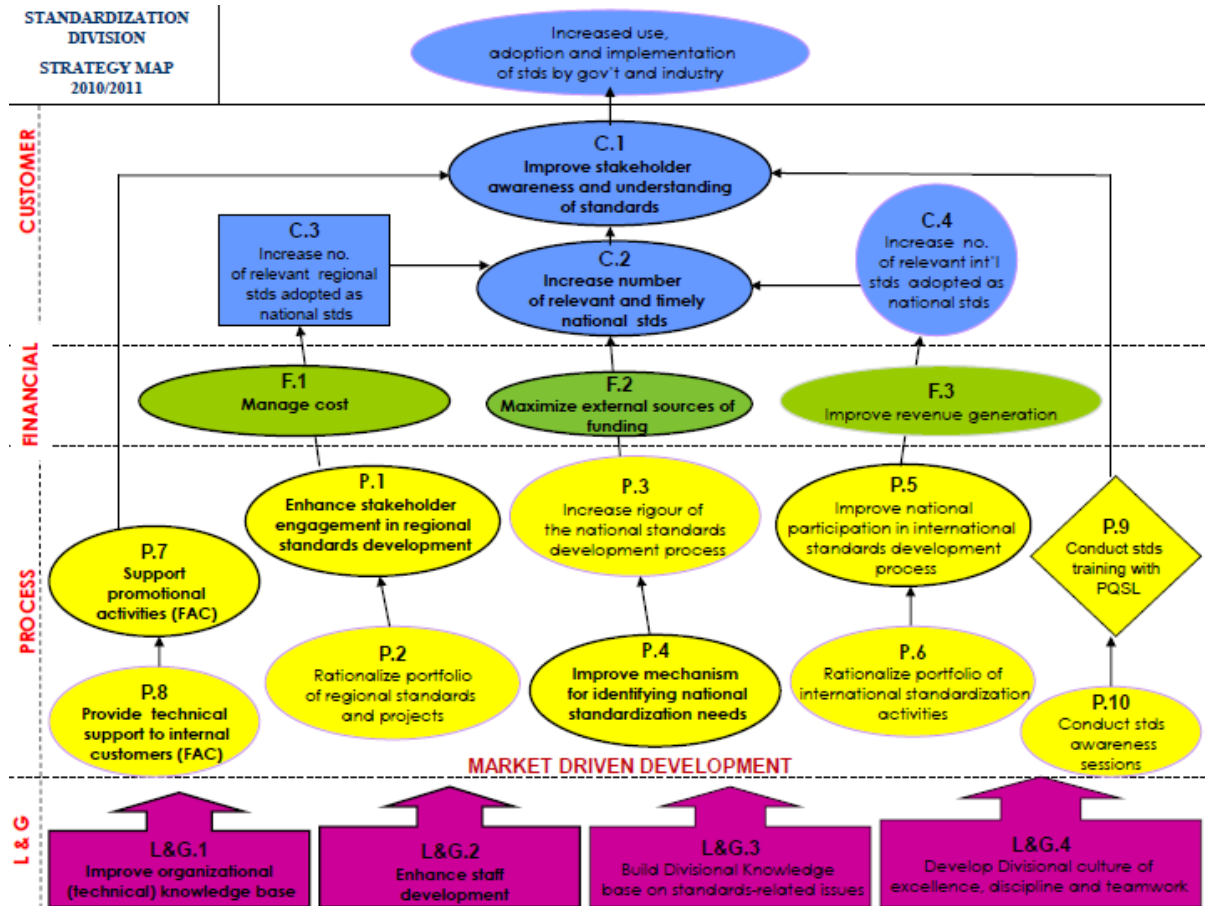 STANDARDIZATION
DIVISION
STRATEGY MAP
2010/2011
Increased use,
adoption and implementation
of stds by gov't and industry
CUSTOMER
C.1
Improve stakeholder
awareness and understanding
of standards
C.3
Increase no.
of relevant regional
stds adopted as
national stds
C.2
Increase number
of relevant and timely
national stds
C.4
Increase no.
of relevant int'l
stds adopted as
national stds
FINANCIAL
F.1
Manage cost
F.2
Maximize external sources of
funding
F.3
Improve revenue generation
PROCESS
P.1
Enhance stakeholder
engagement in regional
standards development
P.3
Increase rigour of
the national standards
development process
P.5
Improve national
participation in international
standards development
process
P.7
Support
promotional
activities (FAC)
P.9
Conduct stds
training with
PQSL
P.8
Provide technical
support to internal
customers (FAC)
P.2
Rationalize portfolio
of regional standards
and projects
P.4
Improve mechanism
for identifying national
standardization needs
P.6
Rationalize portfolio of
international standardization
activities
P.10
Conduct stds
awareness
sessions
MARKET DRIVEN DEVELOPMENT
L & G
L&G.1
Improve organizational
(technical) knowledge base
L&G.2
Enhance staff
development
L&G.3
Build Divisional Knowledge
base on standards-related issues
L&G.4
Develop Divisional culture of
excellence, discipline and teamwork